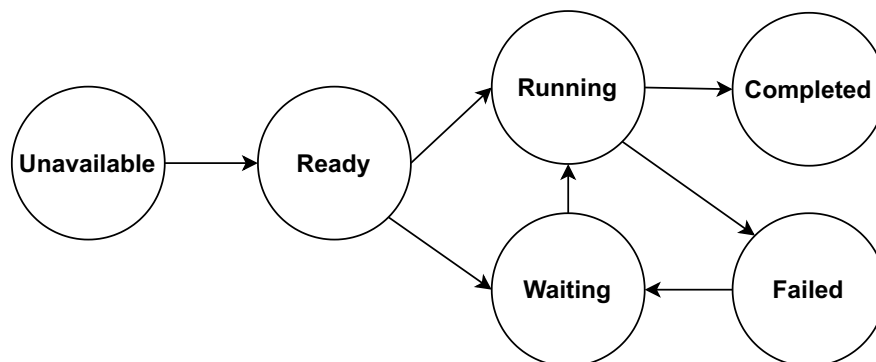 Unavailable
Ready
Running
Completed
Waiting
Failed